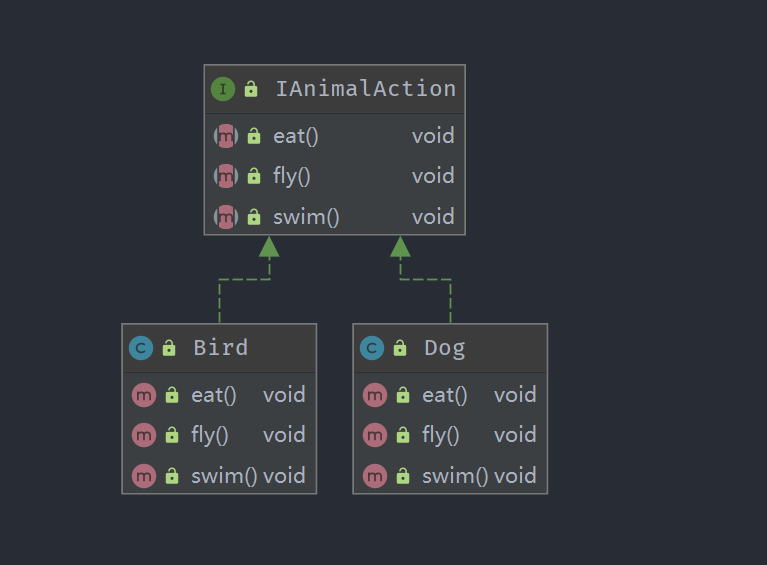 I IAnimalAction
m eat() void
m fly() void
m swim() void
C Bird
C Dog
m eat() void
m fly() void
m swim() void
m eat() void
m fly() void
m swim() void